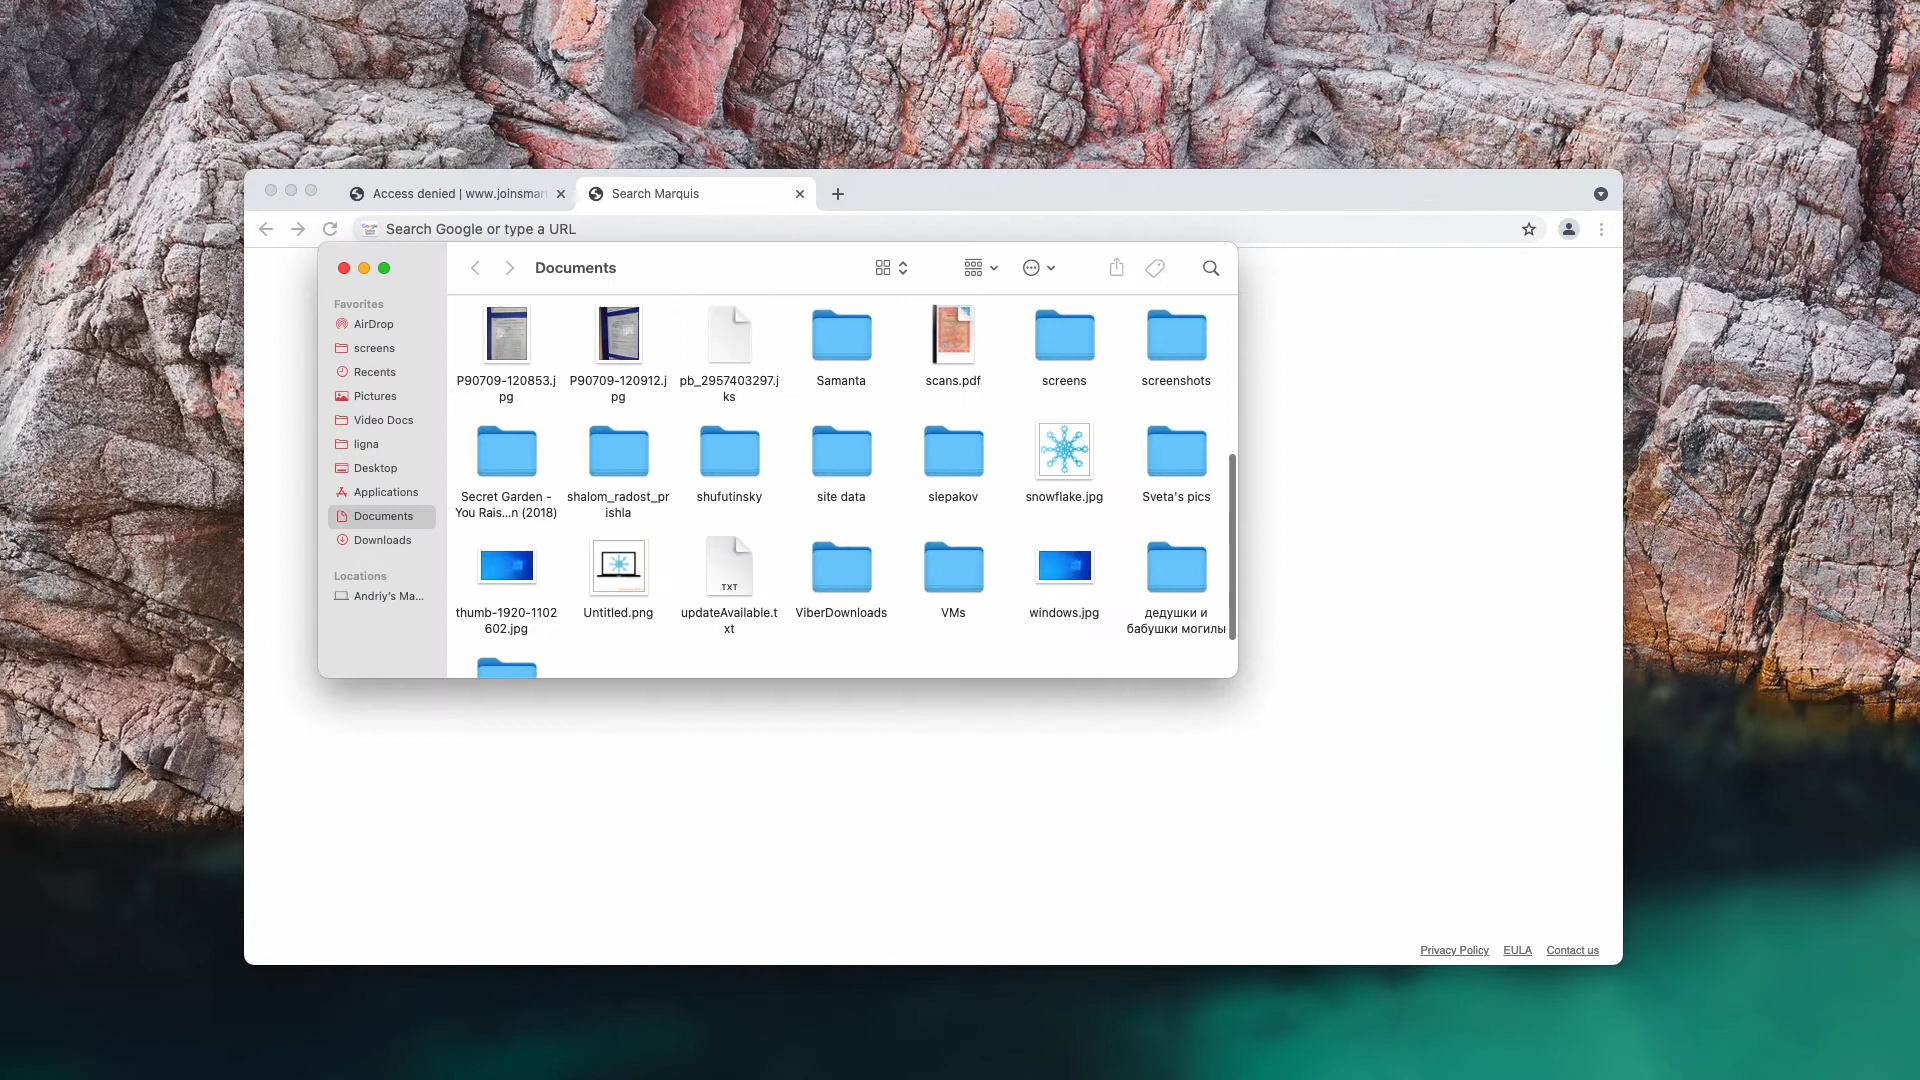 Access denied | www.joinsmar
Search Marquis
Search Google or type a URL
Documents
Favorites
AirDrop
screens
Recents
Pictures
Video Docs
ligna
Desktop
Applications
Documents
Downloads
Locations
Andriy's Ma...
P90709-120853.j
pg
P90709-120912.j
pg
pb_2957403297.j
ks
Samanta
scans.pdf
screens
screenshots
Secret Garden -
You Rais...n (2018)
shalom_radost_pr
ishla
shufutinsky
site data
slepakov
snowflake.jpg
Sveta's pics
thumb-1920-1102
602.jpg
Untitled.png
TXT
updateAvailable.t
xt
ViberDownloads
VMs
windows.jpg
дедушки и
бабушки могилы
Privacy Policy EULA Contact us